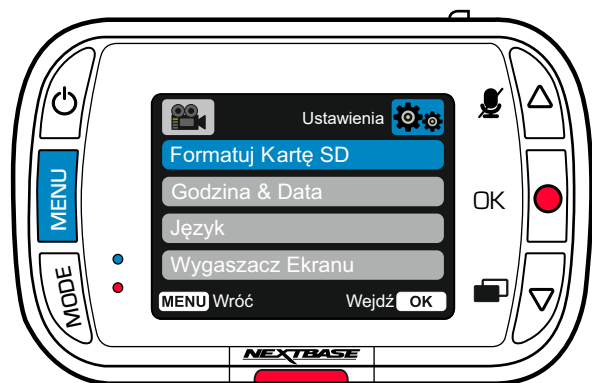 Ustawienia
Formatuj Kartę SD
MENU
Godzina & Data
OK
Język
MODE
Wygaszacz Ekranu
MENU Wróć Wejdź OK
NEXTBASE